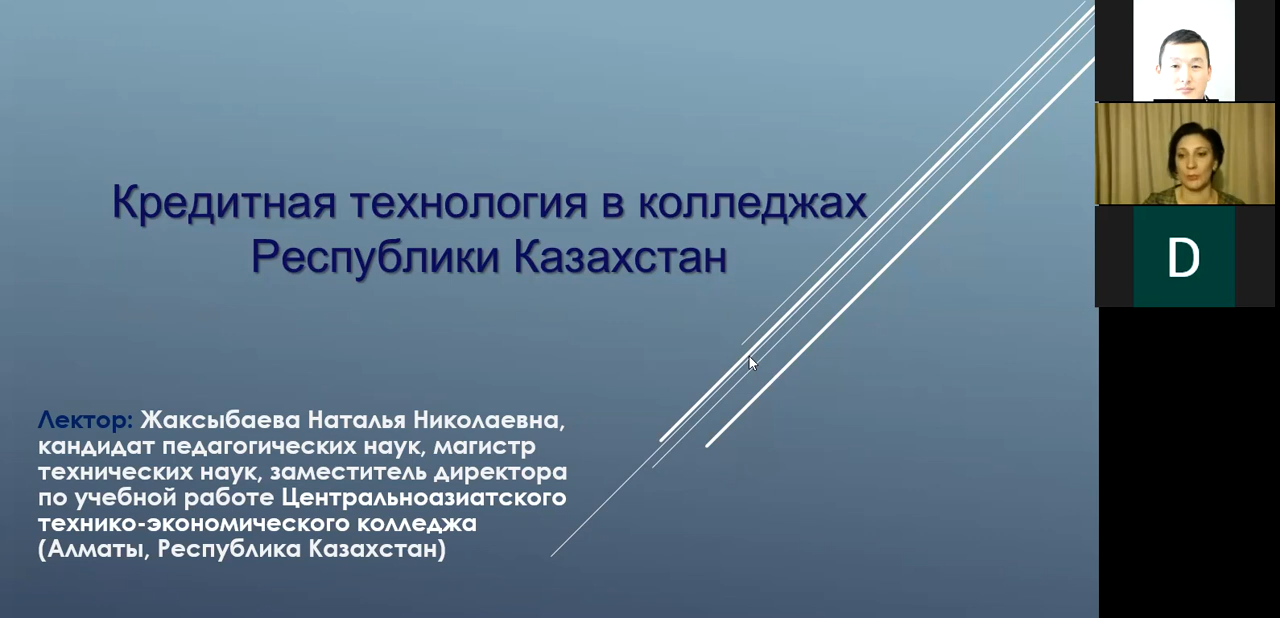 Кредитная технология в колледжах
Республики Казахстан
Лектор: Жаксыбаева Наталья Николаевна,
кандидат педагогических наук, магистр
технических наук, заместитель директора
по учебной работе Центральноазиатского
технико-экономического колледжа
(Алматы, Республика Казахстан)
D